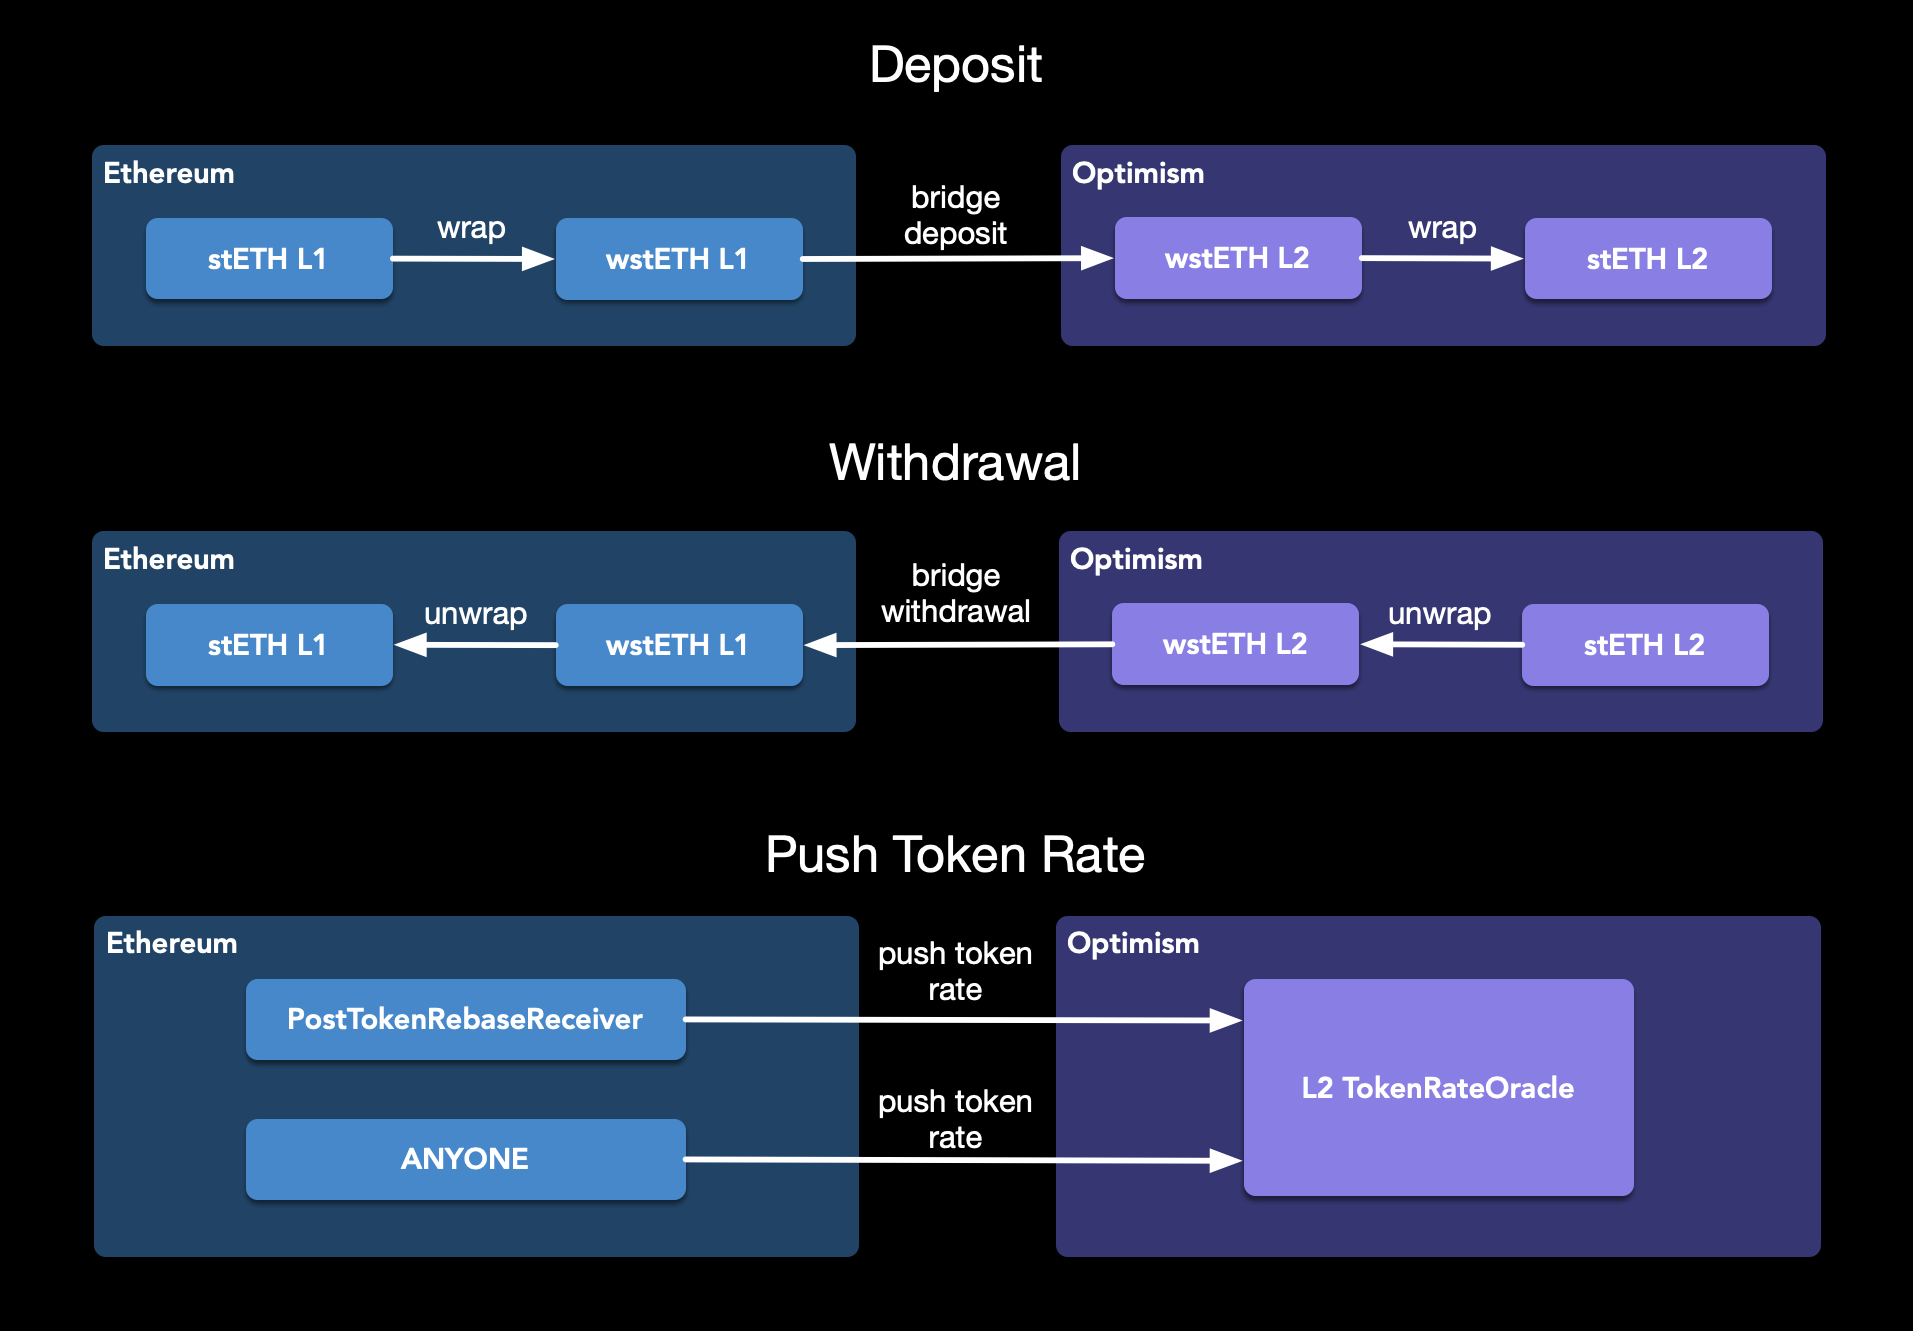 Deposit
Ethereum
Optimism
stETH L1
wrap
wstETH L1
bridge
deposit
wstETH L2
wrap
stETH L2
Withdrawal
Ethereum
Optimism
stETH L1
unwrap
wstETH L1
bridge
withdrawal
wstETH L2
unwrap
stETH L2
Push Token Rate
Ethereum
Optimism
PostTokenRebaseReceiver
push token
rate
ANYONE
push token
rate
L2 TokenRateOracle